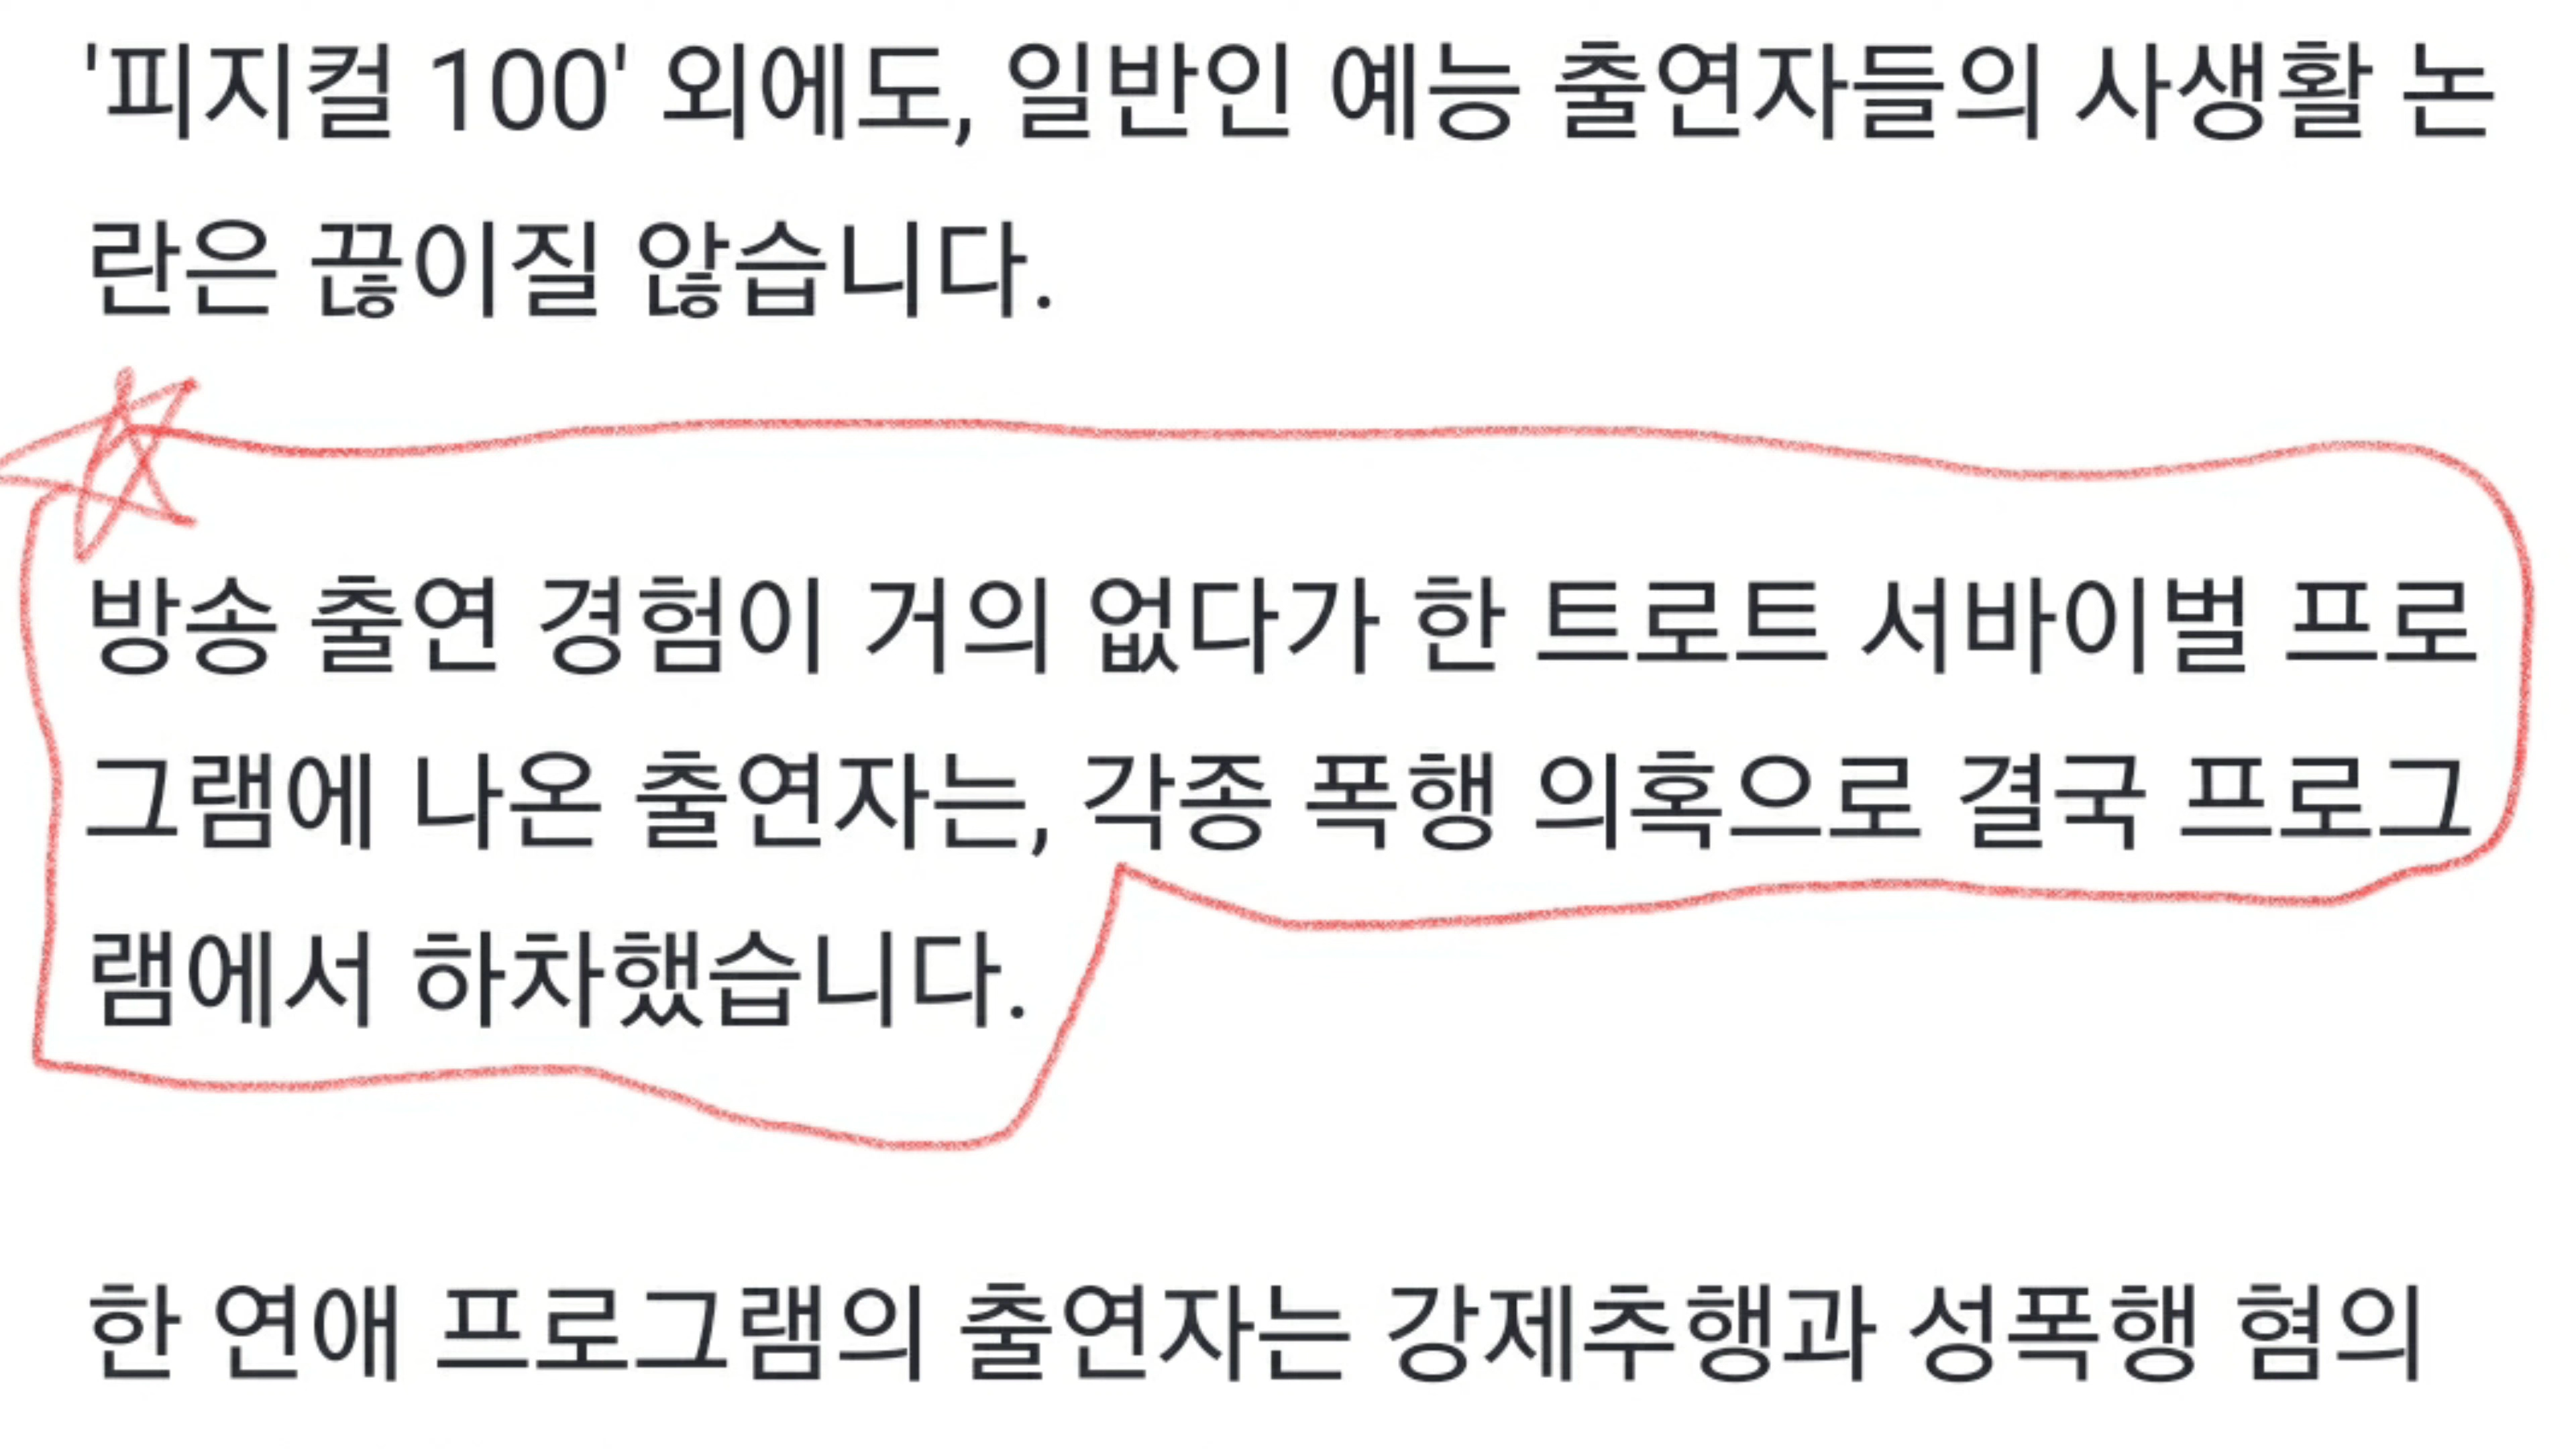 '피지컬 100' 외에도, 일반인 예능 출연자들의 사생활 논
란은 끊이질 않습니다.
방송 출연 경험이 거의 없다가 한 트로트 서바이벌 프로
그램에 나온 출연자는, 각종 폭행 의혹으로 결국 프로그
램에서 하차했습니다.
한 연애 프로그램의 출연자는 강제추행과 성폭행 혐의